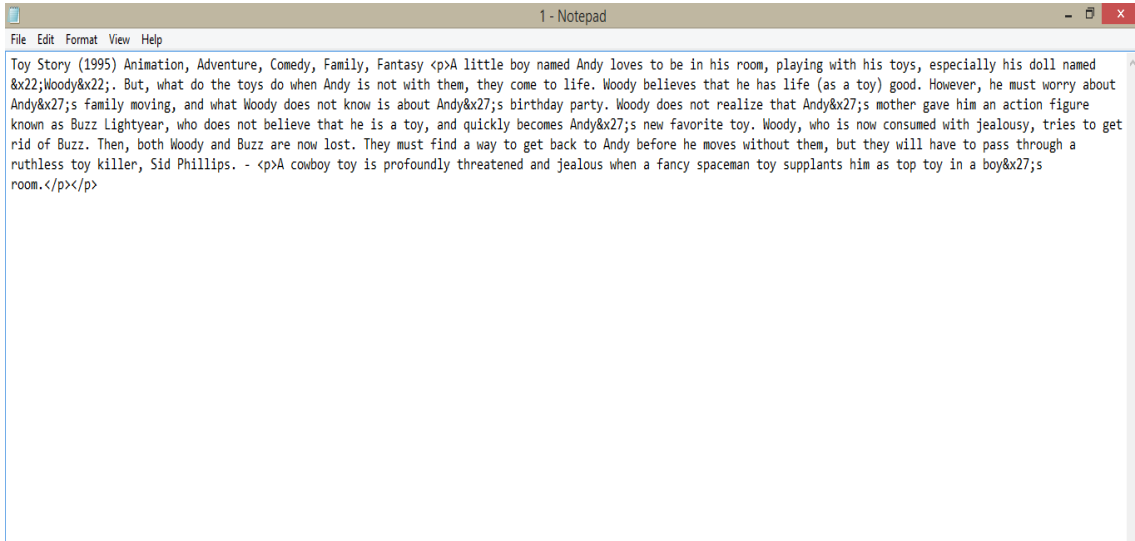 1 - Notepad
File Edit Format View Help
Toy Story (1995) Animation, Adventure, Comedy, Family, Fantasy <p>A little boy named Andy loves to be in his room, playing with his toys, especially his doll named
&x22;Woody&x22;. But, what do the toys do when Andy is not with them, they come to life. Woody believes that he has life (as a toy) good. However, he must worry about
Andy&x27;s family moving, and what Woody does not know is about Andy&x27;s birthday party. Woody does not realize that Andy&x27;s mother gave him an action figure
known as Buzz Lightyear, who does not believe that he is a toy, and quickly becomes Andy&x27;s new favorite toy. Woody, who is now consumed with jealousy, tries to get
rid of Buzz. Then, both Woody and Buzz are now lost. They must find a way to get back to Andy before he moves without them, but they will have to pass through a
ruthless toy killer, Sid Phillips. - <p>A cowboy toy is profoundly threatened and jealous when a fancy spaceman toy supplants him as top toy in a boy&x27;s
room.</p></p>